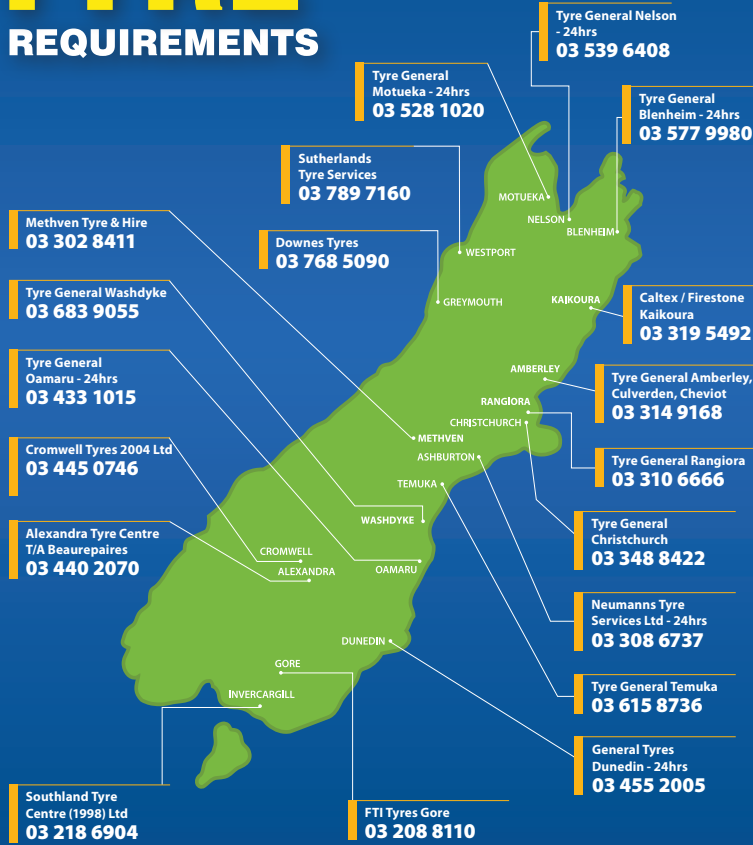 REQUIREMENTS
Tyre General Nelson
- 24hrs
03 539 6408
Tyre General
Motueka - 24hrs
03 528 1020
Tyre General
Blenheim - 24hrs
03 577 9980
Sutherlands
Tyre Services
03 789 7160
Methven Tyre & Hire
03 302 8411
Downes Tyres
03 768 5090
Tyre General Washdyke
03 683 9055
Caltex / Firestone
Kaikoura
03 319 5492
Tyre General
Oamaru - 24hrs
03 433 1015
Tyre General Amberley,
Culverden, Cheviot
03 314 9168
Cromwell Tyres 2004 Ltd
03 445 0746
Tyre General Rangiora
03 310 6666
Alexandra Tyre Centre
T/A Beaurepaires
03 440 2070
Tyre General
Christchurch
03 348 8422
Neumanns Tyre
Services Ltd - 24hrs
03 308 6737
Tyre General Temuka
03 615 8736
General Tyres
Dunedin - 24hrs
03 455 2005
Southland Tyre
Centre (1998) Ltd
03 218 6904
FTI Tyres Gore
03 208 8110
MOTUEKA
NELSON
BLENHEIM
WESTPORT
GREYMOUTH
KAIKOURA
AMBERLEY
RANGIORA
CHRISTCHURCH
METHVEN
ASHBURTON
TEMUKA
WASHDYKE
CROMWELL
ALEXANDRA
OAMARU
DUNEDIN
GORE
INVERCARGILL